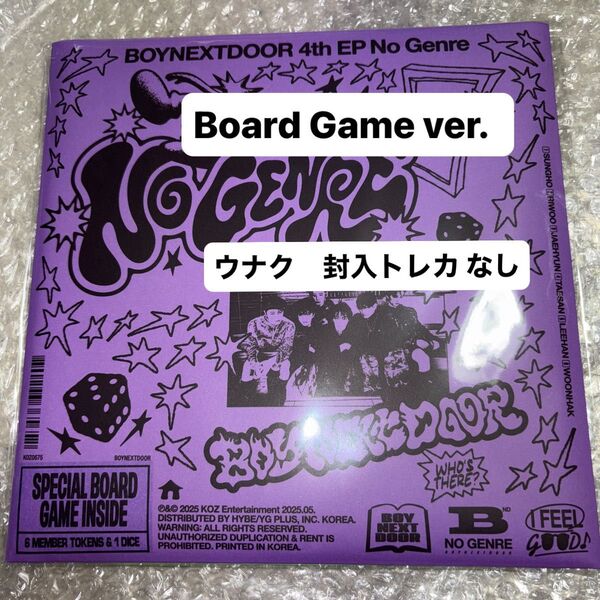 BOYNEXTDOOR 4th EP No Genre
Board Game ver.
NO GENRE
ウナク　封入トレカ なし
SUNGHO RIWOO JAEHYUN TAESAN LEEHAN WOONHAK
BOYNEXTDOOR
KOZ0675
BOYNEXTDOOR
SPECIAL BOARD
GAME INSIDE
6 MEMBER TOKENS & 1 DICE
℗&© 2025 KOZ Entertainment 2025.05.
DISTRIBUTED BY HYBE/YG PLUS, INC. KOREA.
WARNING: ALL RIGHTS RESERVED.
UNAUTHORIZED DUPLICATION & RENT IS
PROHIBITED. PRINTED IN KOREA.
WHO'S
THERE?
BOY
NEXT
DOOR
BND
NO GENRE
BOYNEXTDOOR
I FEEL
GOOD♪